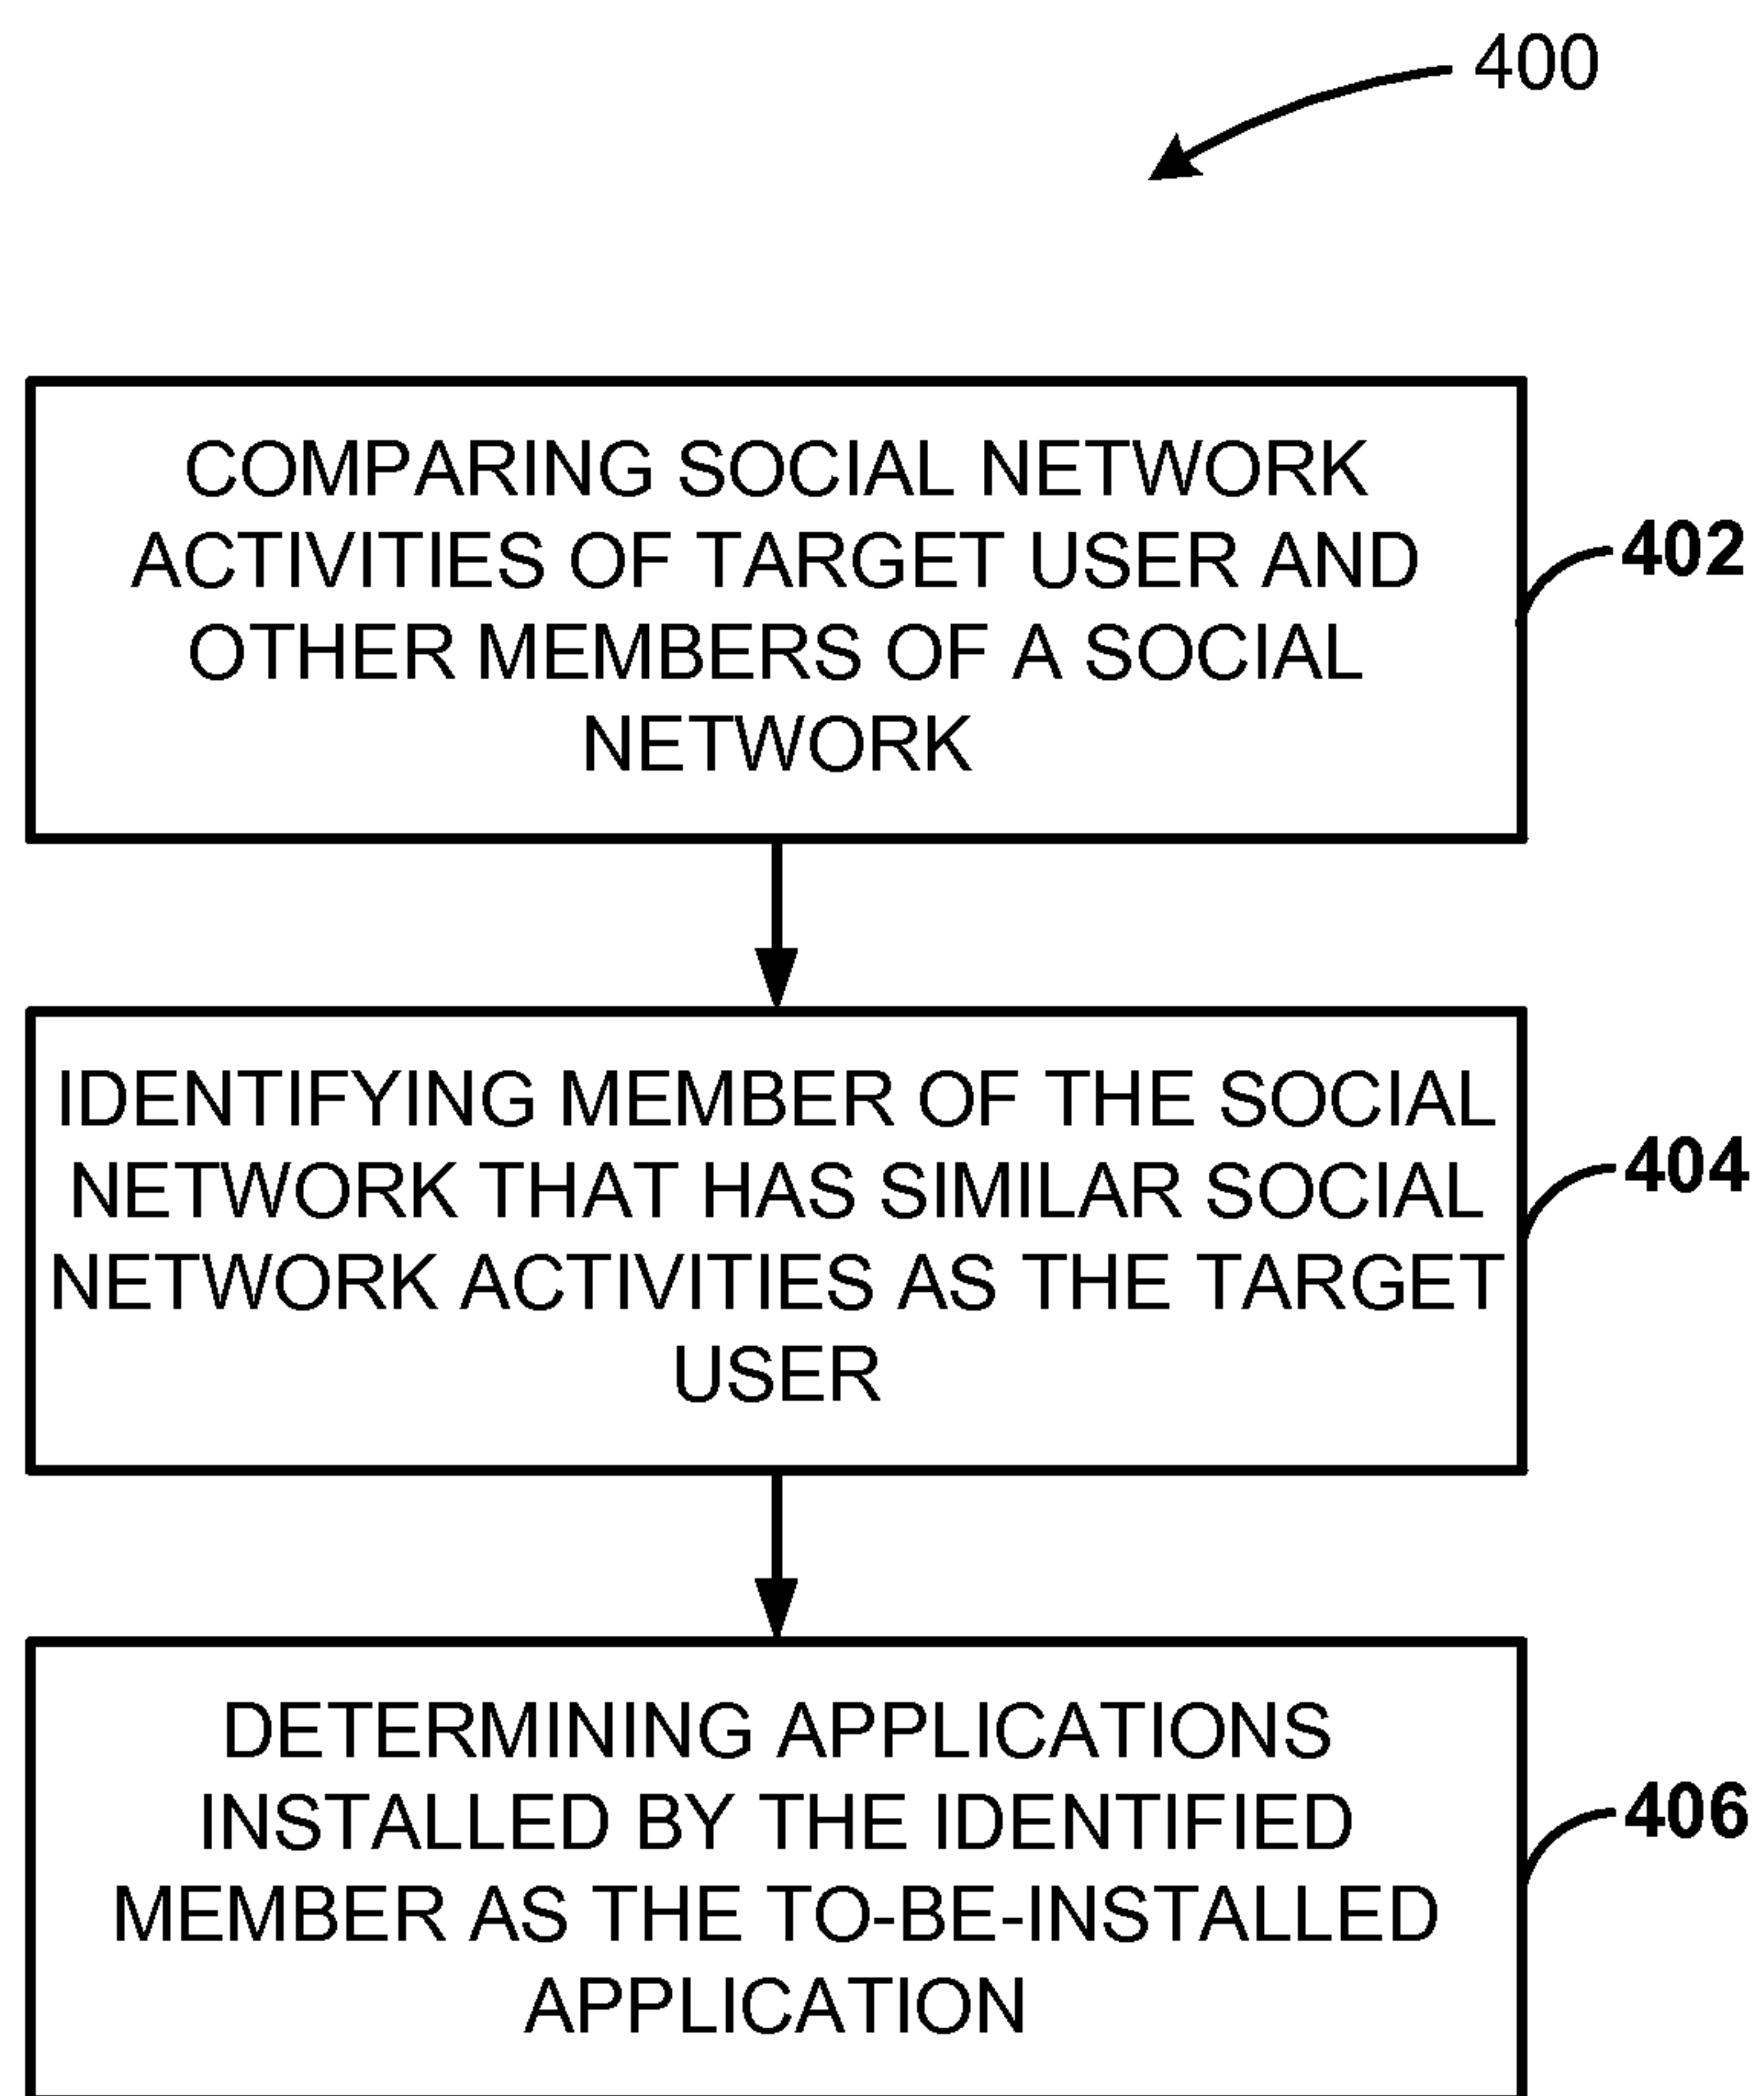 400
COMPARING SOCIAL NETWORK
ACTIVITIES OF TARGET USER AND
OTHER MEMBERS OF A SOCIAL
NETWORK
402
IDENTIFYING MEMBER OF THE SOCIAL
NETWORK THAT HAS SIMILAR SOCIAL
NETWORK ACTIVITIES AS THE TARGET
USER
404
DETERMINING APPLICATIONS
INSTALLED BY THE IDENTIFIED
MEMBER AS THE TO-BE-INSTALLED
APPLICATION
406